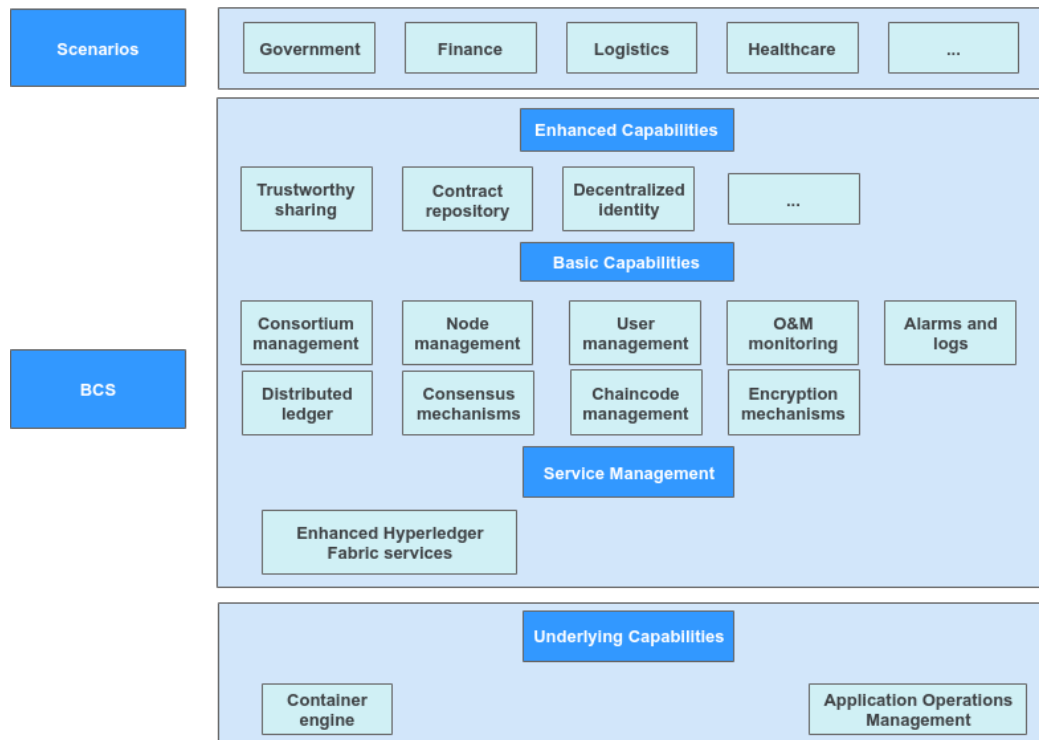 Scenarios
Government
Finance
Logistics
Healthcare
...
Enhanced Capabilities
Trustworthy
sharing
Contract
repository
Decentralized
identity
...
Basic Capabilities
Consortium
management
Node
management
User
management
O&M
monitoring
Alarms and
logs
BCS
Distributed
ledger
Consensus
mechanisms
Chaincode
management
Encryption
mechanisms
Service Management
Enhanced Hyperledger
Fabric services
Underlying Capabilities
Container
engine
Application Operations
Management